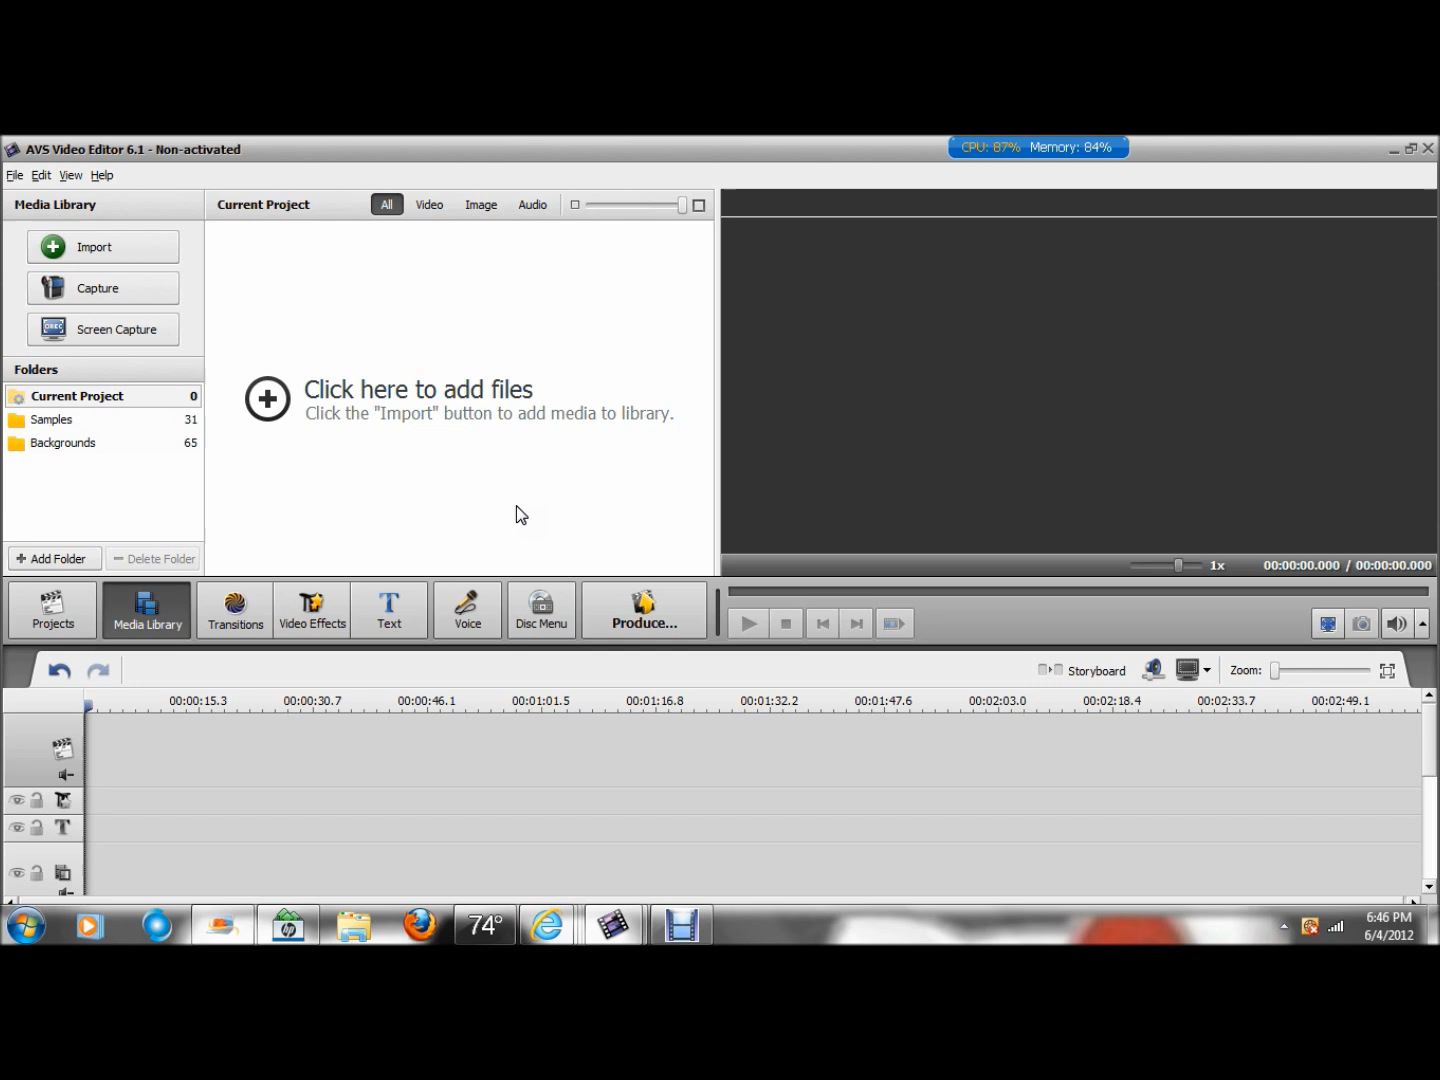 AVS Video Editor 6.1 - Non-activated
CPU: 87% Memory: 84%
File Edit View Help
Media Library
Current Project All Video Image Audio
Import
Capture
Screen Capture
Folders
Current Project 0
Samples 31
Backgrounds 65
Click here to add files
Click the "Import" button to add media to library.
Add Folder Delete Folder
1x 00:00:00.000 / 00:00:00.000
Projects Media Library Transitions Video Effects Text Voice Disc Menu Produce...
Storyboard Zoom:
00:00:15.3 00:00:30.7 00:00:46.1 00:01:01.5 00:01:16.8 00:01:32.2 00:01:47.6 00:02:03.0 00:02:18.4 00:02:33.7 00:02:49.1
T
hp 74° 6:46 PM
6/4/2012